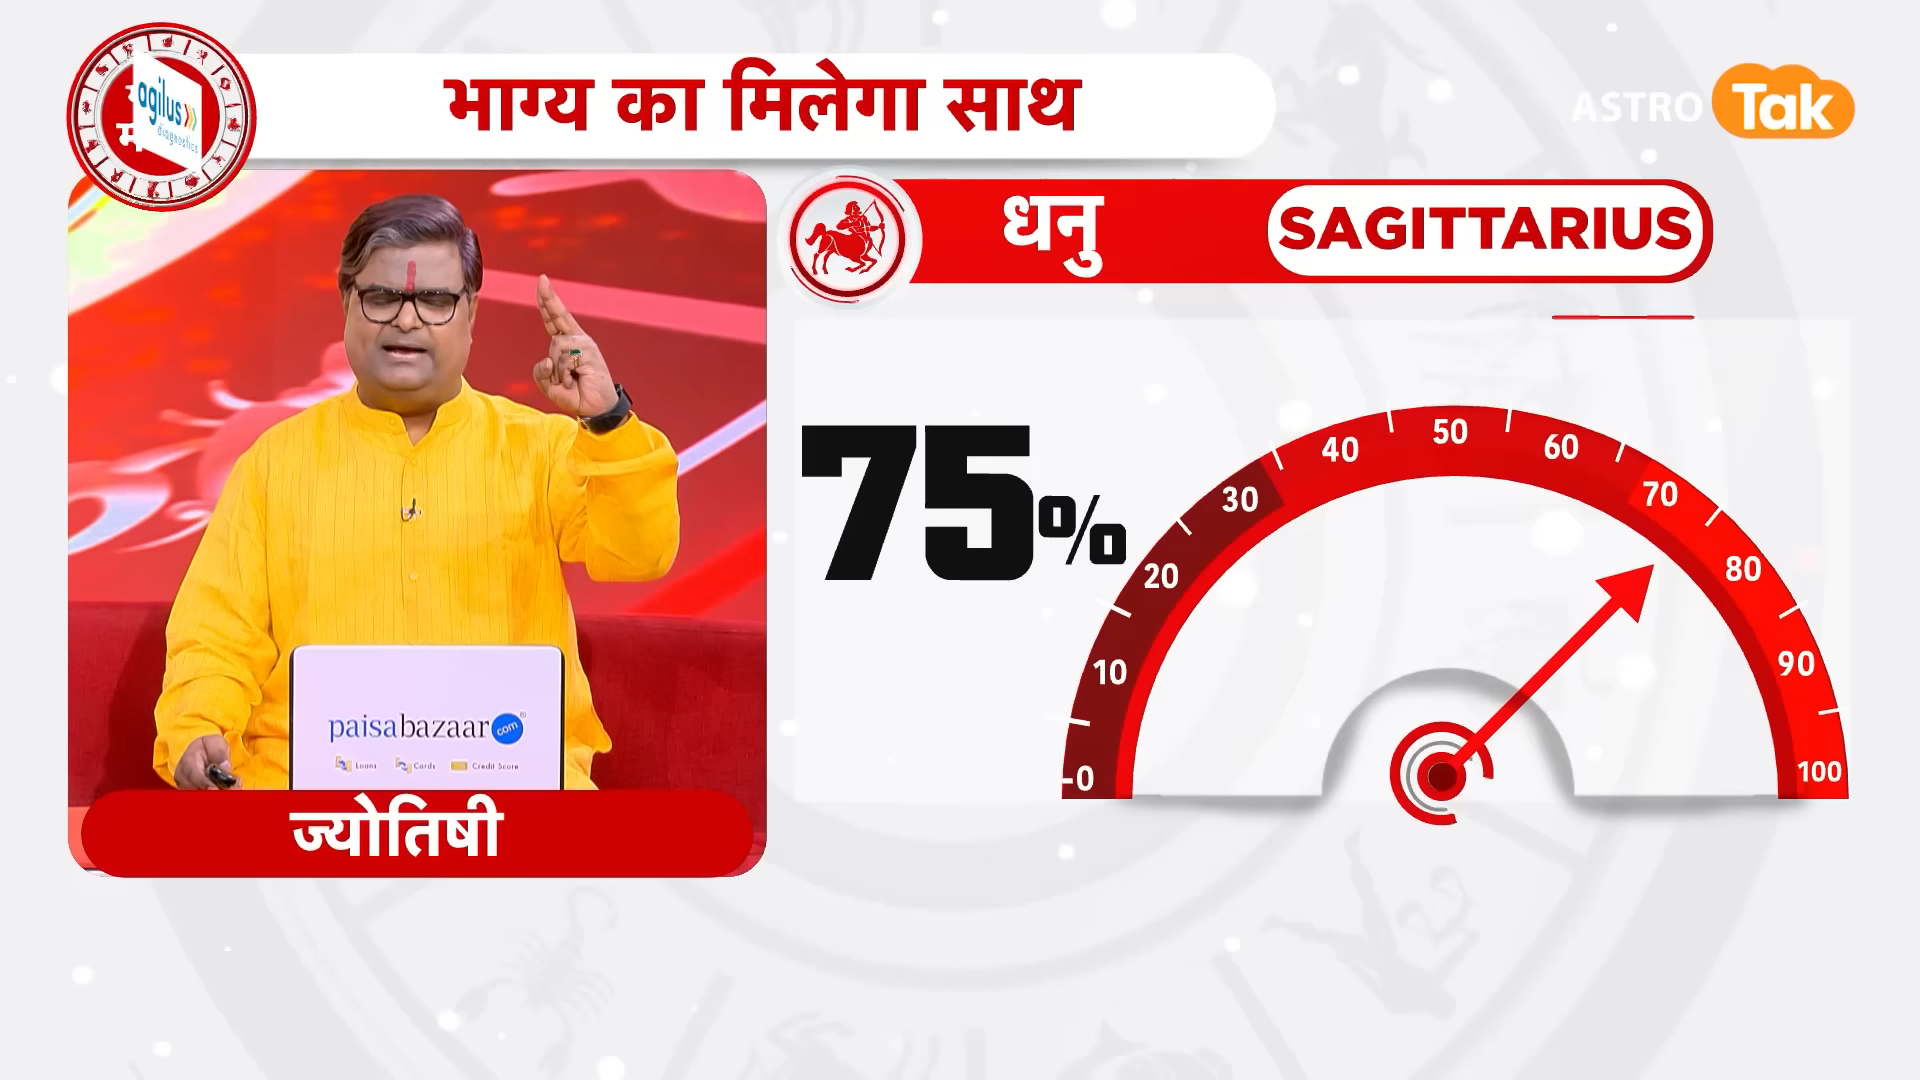 agilus
diagnostics
भाग्य का मिलेगा साथ
ASTRO Tak
धनु
SAGITTARIUS
75%
0
10
20
30
40
50
60
70
80
90
100
paisabazaar.com
Loans Cards Credit Score
ज्योतिषी